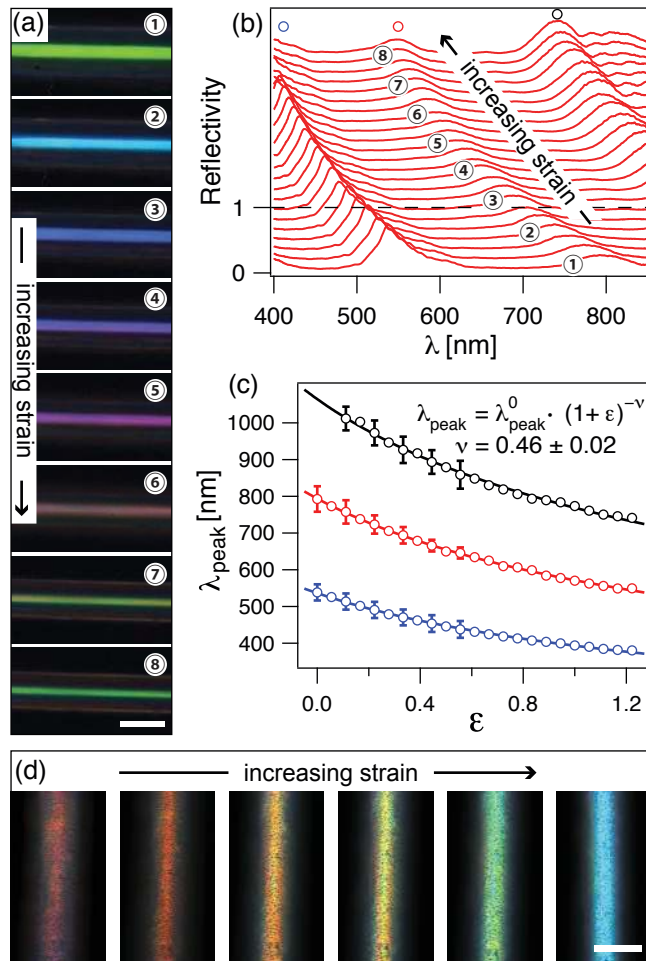 (a)
①
②
③
④
⑤
⑥
⑦
⑧
increasing strain
(b)
Reflectivity
1
0
⑧
⑦
⑥
⑤
④
③
②
①
increasing strain
400 500 600 700 800
λ [nm]
(c)
λpeak = λ⁰peak · (1+ ε)^−ν
ν = 0.46 ± 0.02
λpeak [nm]
1000
900
800
700
600
500
400
0.0 0.4 0.8 1.2
ε
(d)
increasing strain